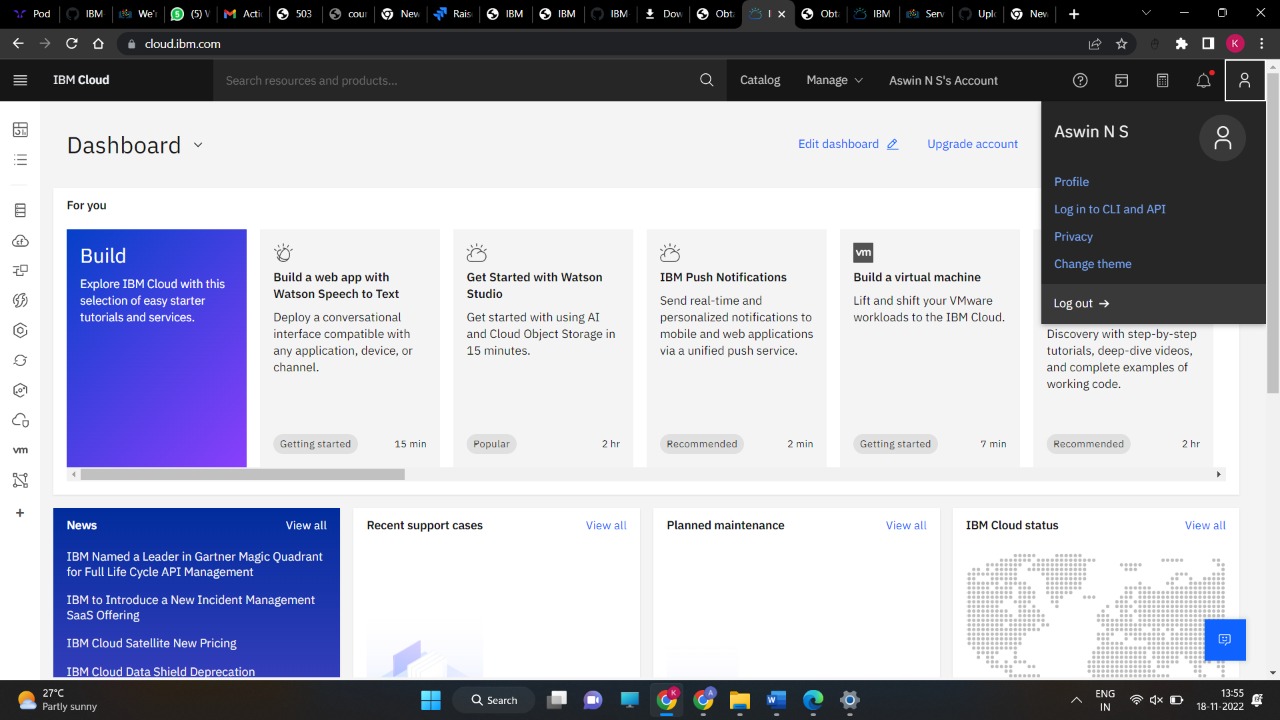 Pod
IBM
We'r
(5) V
Acti
503
cour
Nev
Rais
IBM
IBM
IBM
Dow
Obta
I
Obta
IBM
Serv
Uplo
Nev
cloud.ibm.com
K
IBM Cloud
Search resources and products...
Catalog
Manage
Aswin N S's Account
Aswin N S
Profile
Log in to CLI and API
Privacy
Change theme
Log out →
Dashboard
Edit dashboard
Upgrade account
For you
Build
Explore IBM Cloud with this
selection of easy starter
tutorials and services.
Build a web app with
Watson Speech to Text
Deploy a conversational
interface compatible with
any application, device, or
channel.
Getting started
15 min
Get Started with Watson
Studio
Get started with using AI
and Cloud Object Storage in
15 minutes.
Popular
2 hr
IBM Push Notifications
Send real-time and
personalized notifications to
mobile and web applications
via a unified push service.
Recommended
2 min
vm
Build a virtual machine
Lift and shift your VMware
workloads to the IBM Cloud.
Getting started
7 min
Discovery with step-by-step
tutorials, deep-dive videos,
and complete examples of
working code.
Recommended
2 hr
vm
News
View all
IBM Named a Leader in Gartner Magic Quadrant
for Full Life Cycle API Management
IBM to Introduce a New Incident Management
SaaS Offering
IBM Cloud Satellite New Pricing
IBM Cloud Data Shield Deprecation
Recent support cases
View all
Planned maintenance
View all
IBM Cloud status
View all
27°C
Partly sunny
Search
ENG
IN
13:55
18-11-2022